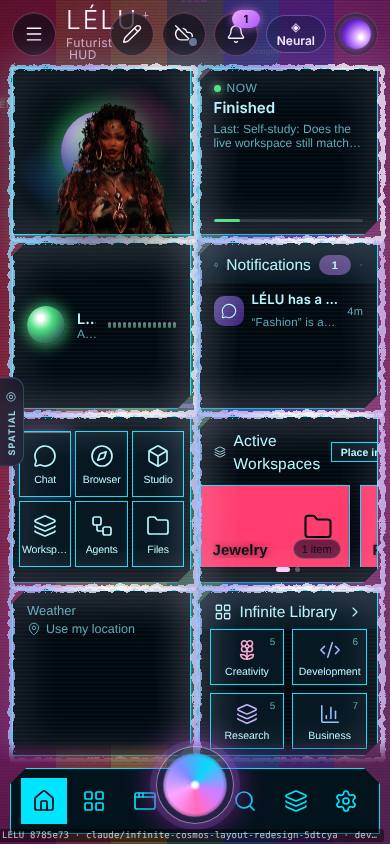 LÉLU +
Futurist
HUD
1
Neural
NOW
Finished
Last: Self-study: Does the
live workspace still match…
L…
A…
Notifications 1
LÉLU has a … 4m
“Fashion” is a…
SPATIAL
Chat
Browser
Studio
Worksp…
Agents
Files
Active
Workspaces
Place in
Jewelry
1 item
Weather
Use my location
Infinite Library
5
Creativity
6
Development
5
Research
7
Business
LELU 8785e73 · claude/infinite-cosmos-layout-redesign-5dtcya · dev…